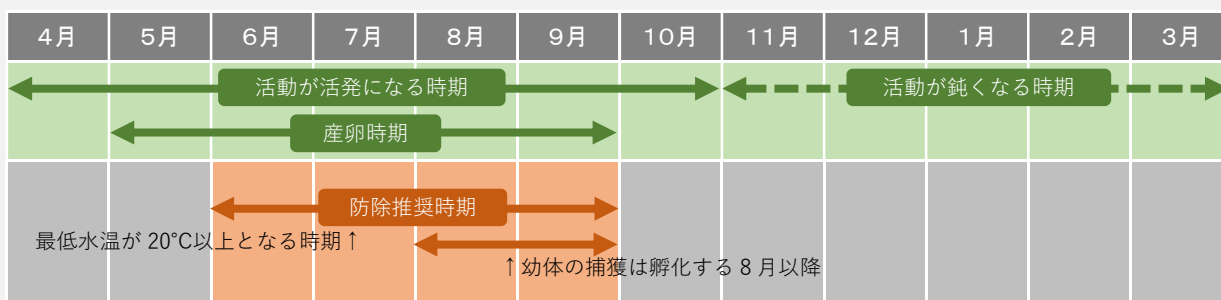 4月 5月 6月 7月 8月 9月 10月 11月 12月 1月 2月 3月
活動が活発になる時期 活動が鈍くなる時期
産卵時期
防除推奨時期
最低水温が 20°C以上となる時期↑
↑幼体の捕獲は孵化する 8 月以降